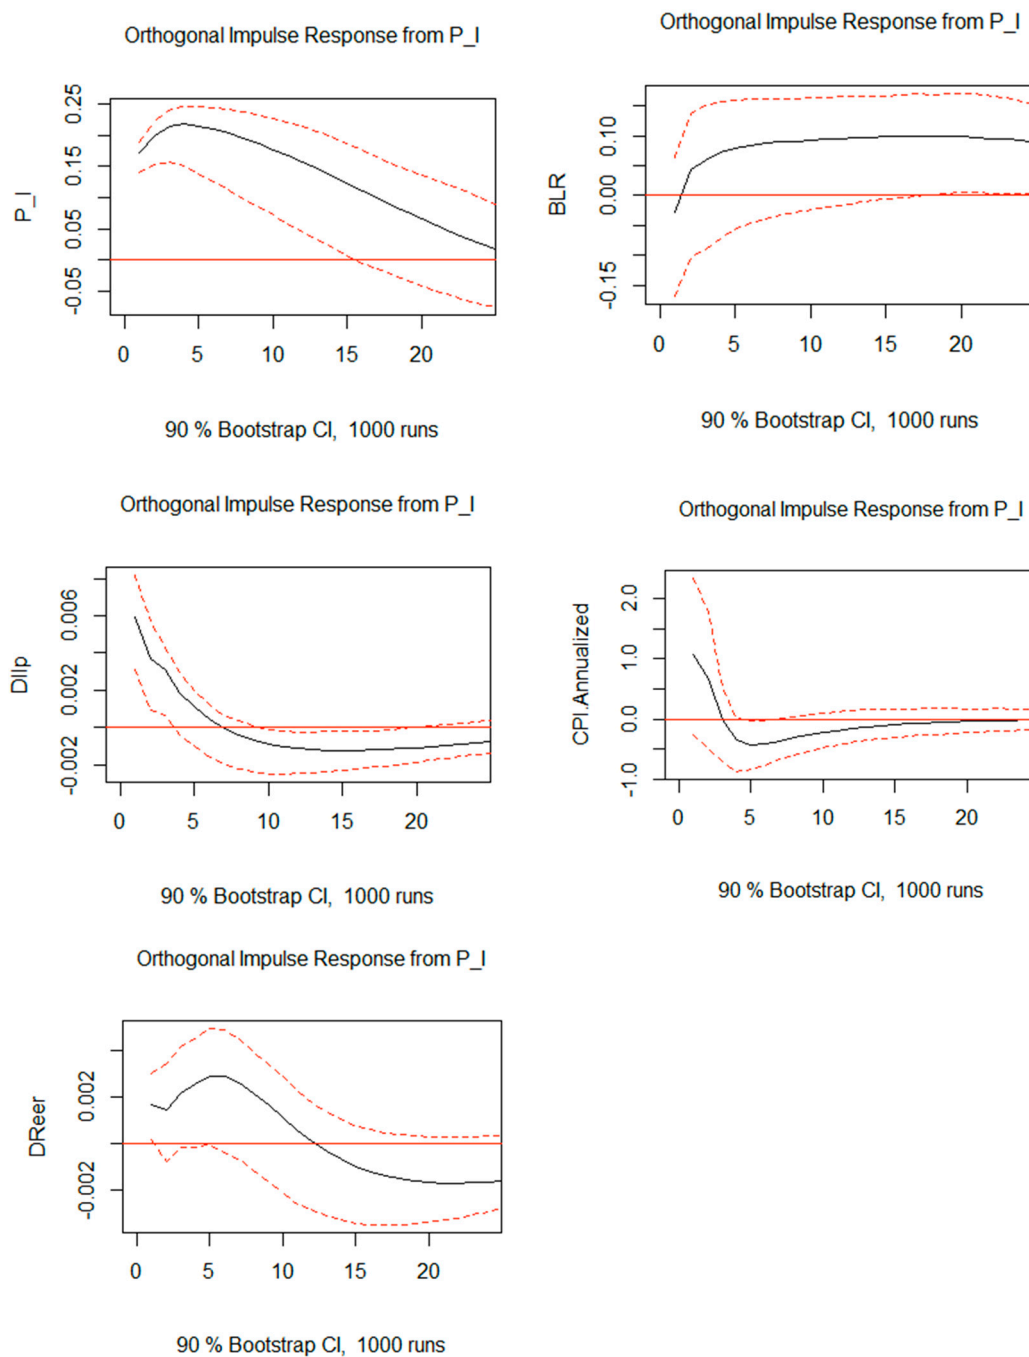 Orthogonal Impulse Response from P_I
P_I
0.25
0.15
0.05
-0.05
0 5 10 15 20
90 % Bootstrap CI, 1000 runs
Orthogonal Impulse Response from P_I
BLR
0.10
0.00
-0.15
0 5 10 15 20
90 % Bootstrap CI, 1000 runs
Orthogonal Impulse Response from P_I
DIIp
0.006
0.002
-0.002
0 5 10 15 20
90 % Bootstrap CI, 1000 runs
Orthogonal Impulse Response from P_I
CPI.Annualized
2.0
1.0
0.0
-1.0
0 5 10 15 20
90 % Bootstrap CI, 1000 runs
Orthogonal Impulse Response from P_I
DReer
0.002
-0.002
0 5 10 15 20
90 % Bootstrap CI, 1000 runs